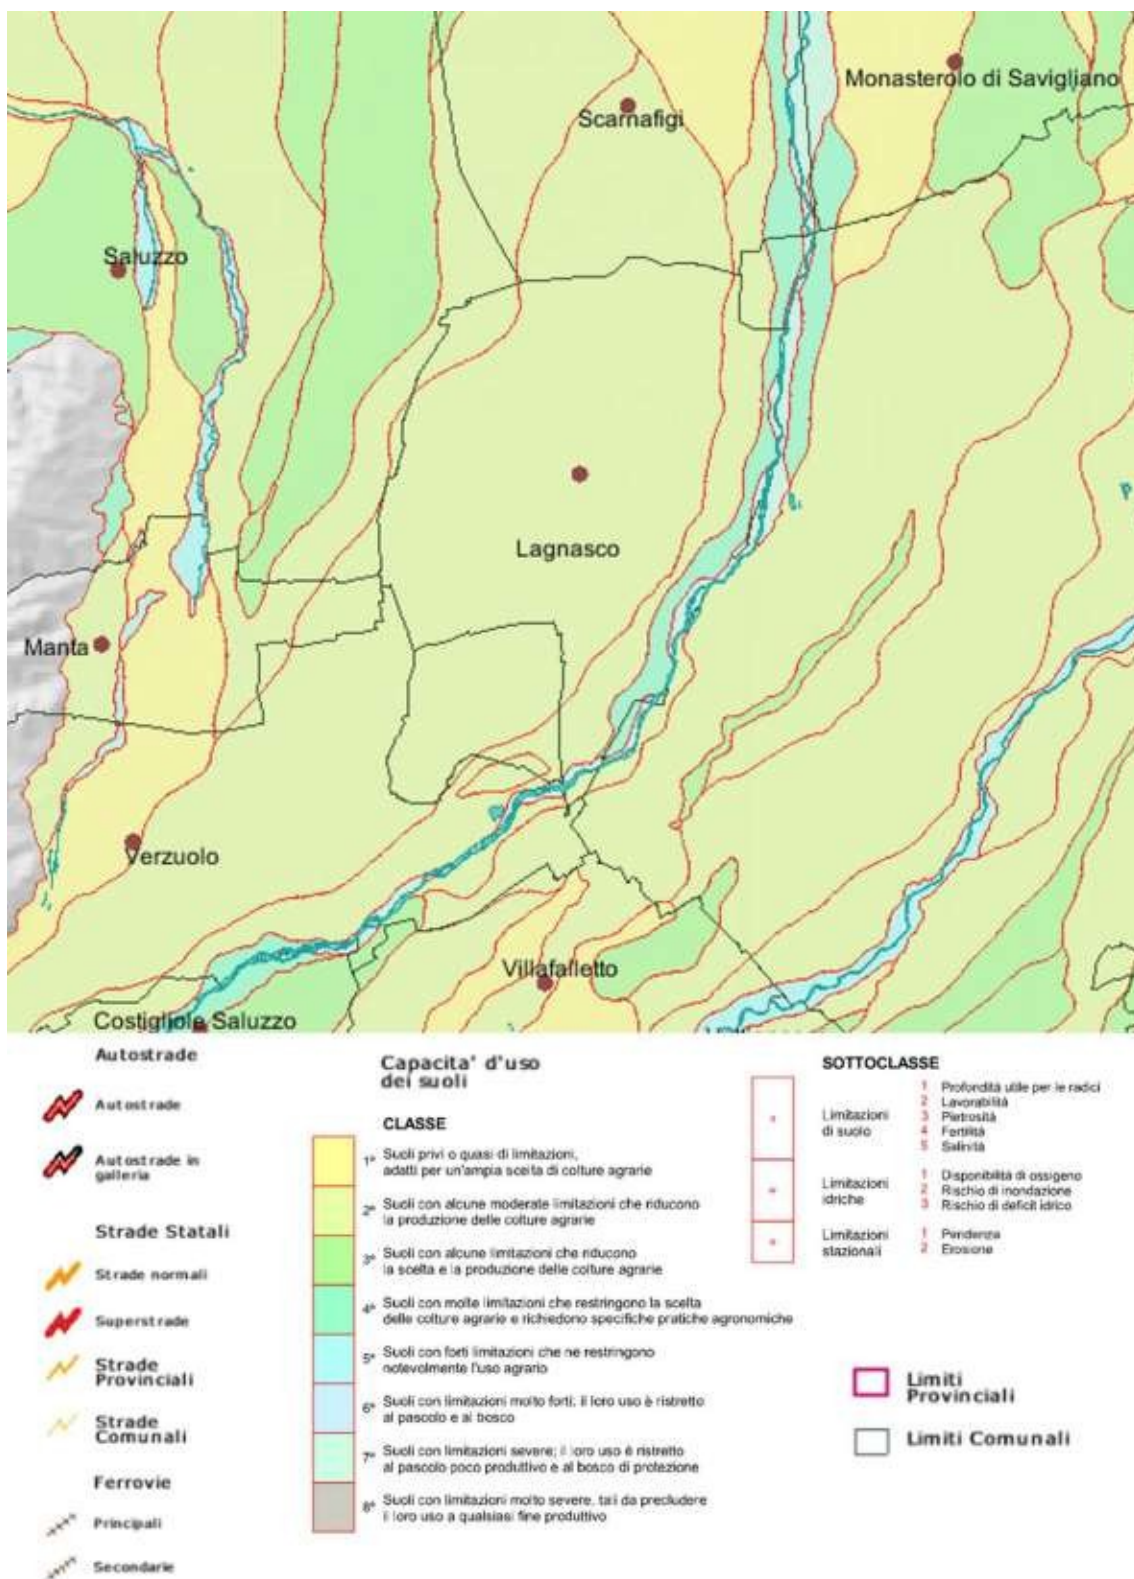 Monasterolo di Savigliano
Scarnafigi
Saluzzo
Lagnasco
Manta
Verzuolo
Villafalletto
Costigliole Saluzzo
Autostrade
Autostrade
Autostrade in
galleria
Strade Statali
Strade normali
Superstrade
Strade
Provinciali
Strade
Comunali
Ferrovie
Principali
Secondarie
Capacita' d'uso
dei suoli
CLASSE
1ª Suoli privi o quasi di limitazioni,
adatti per un'ampia scelta di colture agrarie
2ª Suoli con alcune moderate limitazioni che riducono
la produzione delle colture agrarie
3ª Suoli con alcune limitazioni che riducono
la scelta e la produzione delle colture agrarie
4ª Suoli con molte limitazioni che restringono la scelta
delle colture agrarie e richiedono specifiche pratiche agronomiche
5ª Suoli con forti limitazioni che ne restringono
notevolmente l'uso agrario
6ª Suoli con limitazioni molto forti; il loro uso è ristretto
al pascolo e al bosco
7ª Suoli con limitazioni severe; il loro uso è ristretto
al pascolo poco produttivo e al bosco di protezione
8ª Suoli con limitazioni molto severe, tali da precludere
il loro uso a qualsiasi fine produttivo
SOTTOCLASSE
Limitazioni
di suolo
1 Profondità utile per le radici
2 Lavorabilità
3 Pietrosità
4 Fertilità
5 Salinità
Limitazioni
idriche
1 Disponibilità di ossigeno
2 Rischio di inondazione
3 Rischio di deficit idrico
Limitazioni
stazionali
1 Pendenza
2 Erosione
Limiti
Provinciali
Limiti Comunali